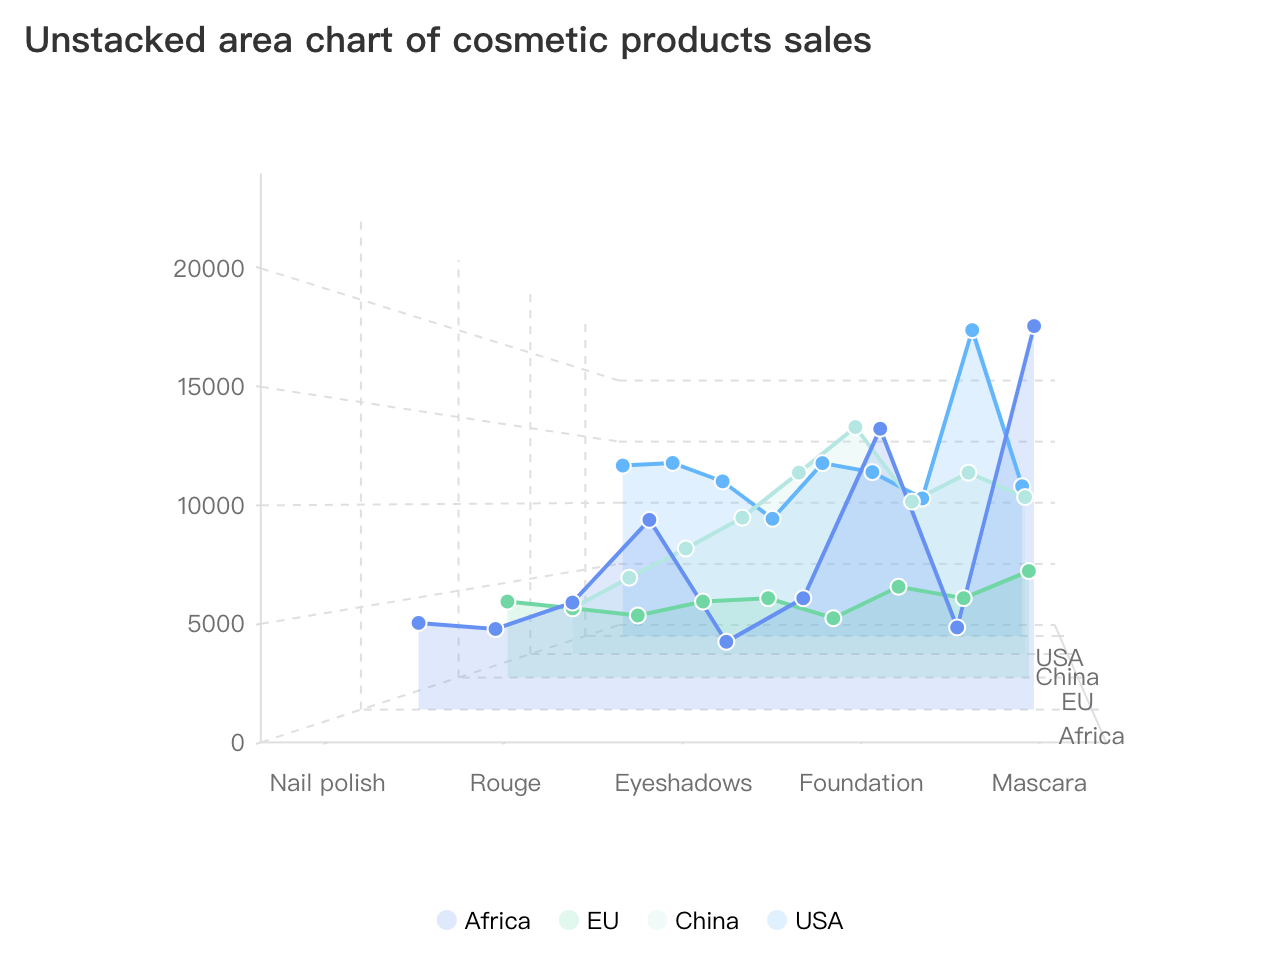 Unstacked area chart of cosmetic products sales
20000
15000
10000
5000
0
USA
China
EU
Africa
Nail polish Rouge Eyeshadows Foundation Mascara
Africa EU China USA